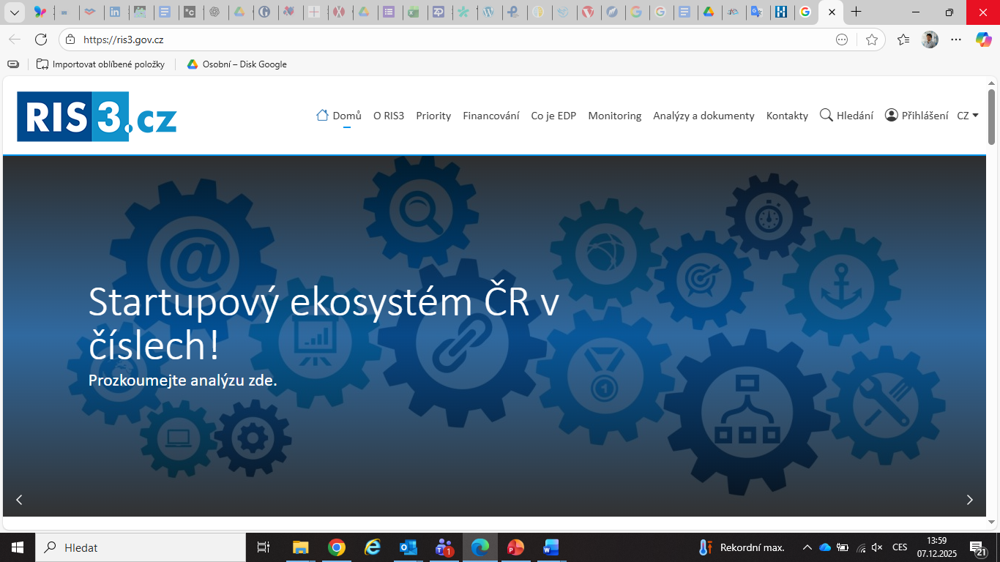 https://ris3.gov.cz
Importovat oblíbené položky
Osobní – Disk Google
RIS3.cz
Domů
O RIS3
Priority
Financování
Co je EDP
Monitoring
Analýzy a dokumenty
Kontakty
Hledání
Přihlášení
CZ
@
Startupový ekosystém ČR v
číslech!
Prozkoumejte analýzu zde.
1
Hledat
1
Rekordní max.
CES
13:59
07.12.2025
21